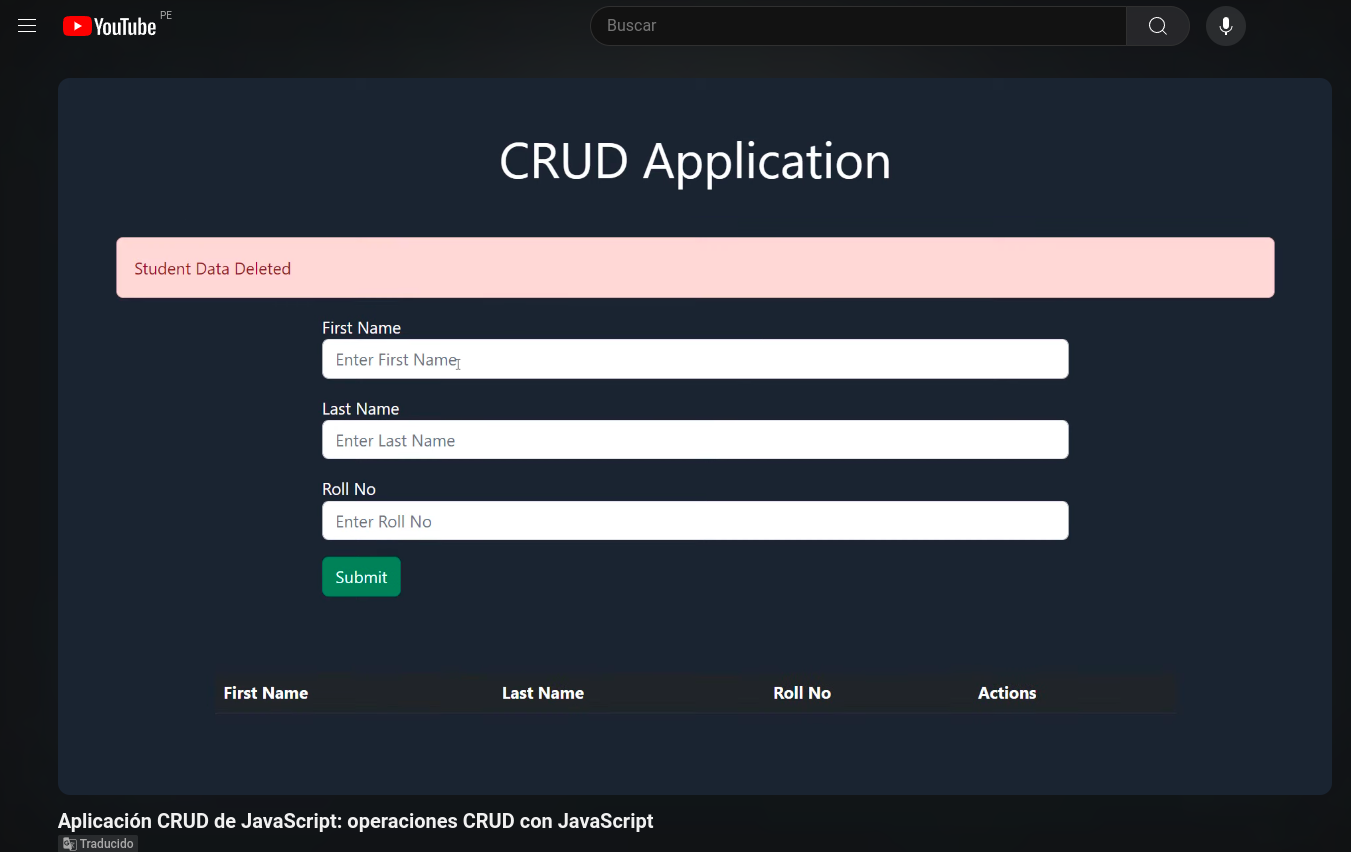 YouTube PE
Buscar
CRUD Application
Student Data Deleted
First Name
Enter First Name
Last Name
Enter Last Name
Roll No
Enter Roll No
Submit
First Name Last Name Roll No Actions
Aplicación CRUD de JavaScript: operaciones CRUD con JavaScript
Traducido